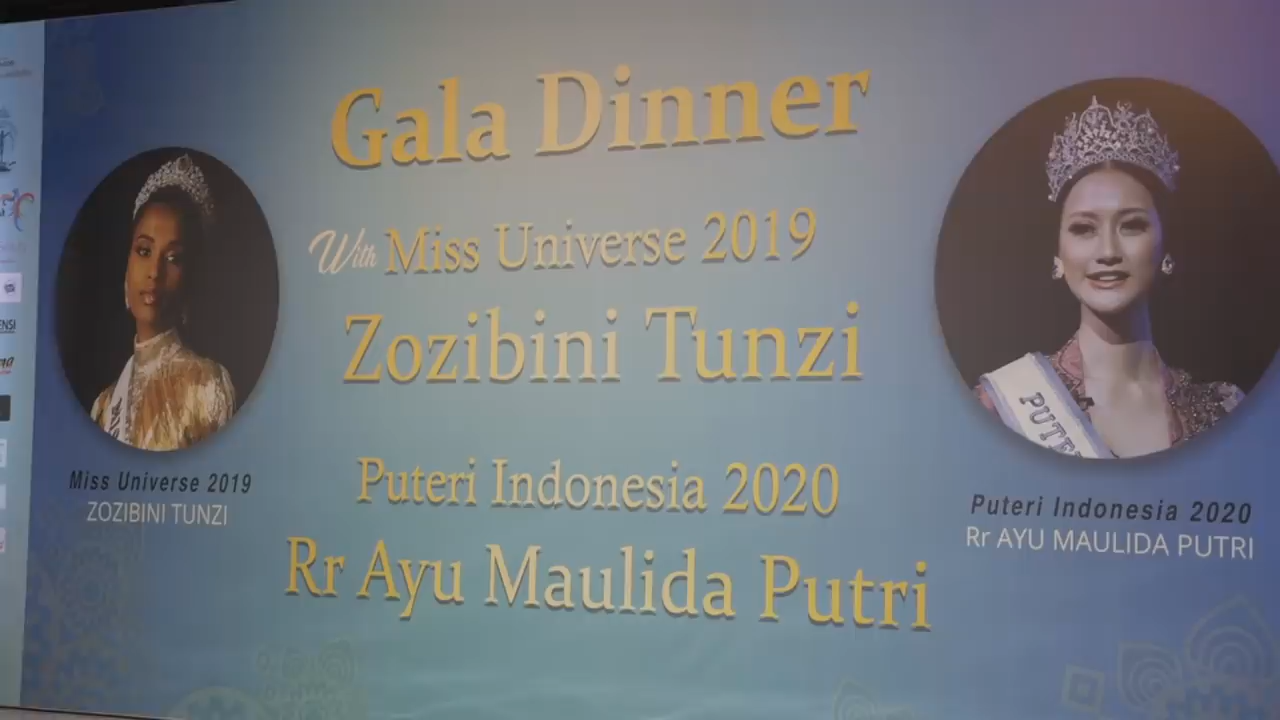 Gala Dinner
With Miss Universe 2019
Zozibini Tunzi
Puteri Indonesia 2020
Rr Ayu Maulida Putri
Miss Universe 2019
ZOZIBINI TUNZI
PUTE
Puteri Indonesia 2020
Rr AYU MAULIDA PUTRI